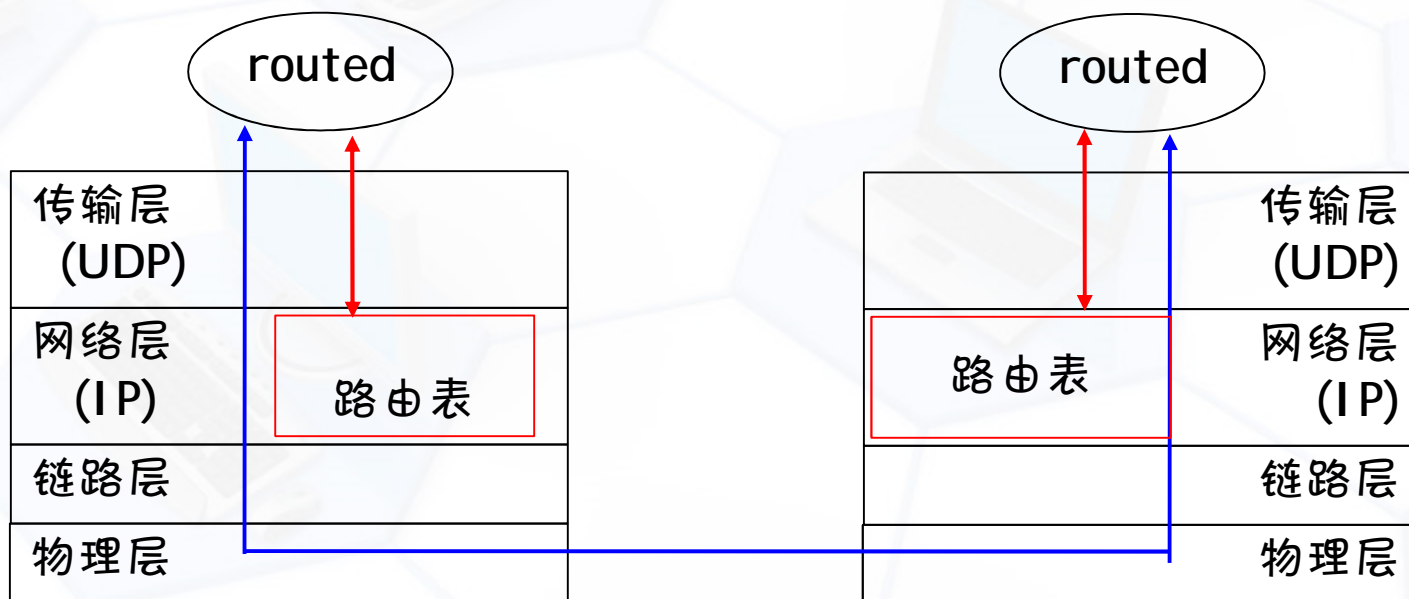 routed
传输层
(UDP)
网络层
(IP)
路由表
链路层
物理层
routed
传输层
(UDP)
路由表
网络层
(IP)
链路层
物理层